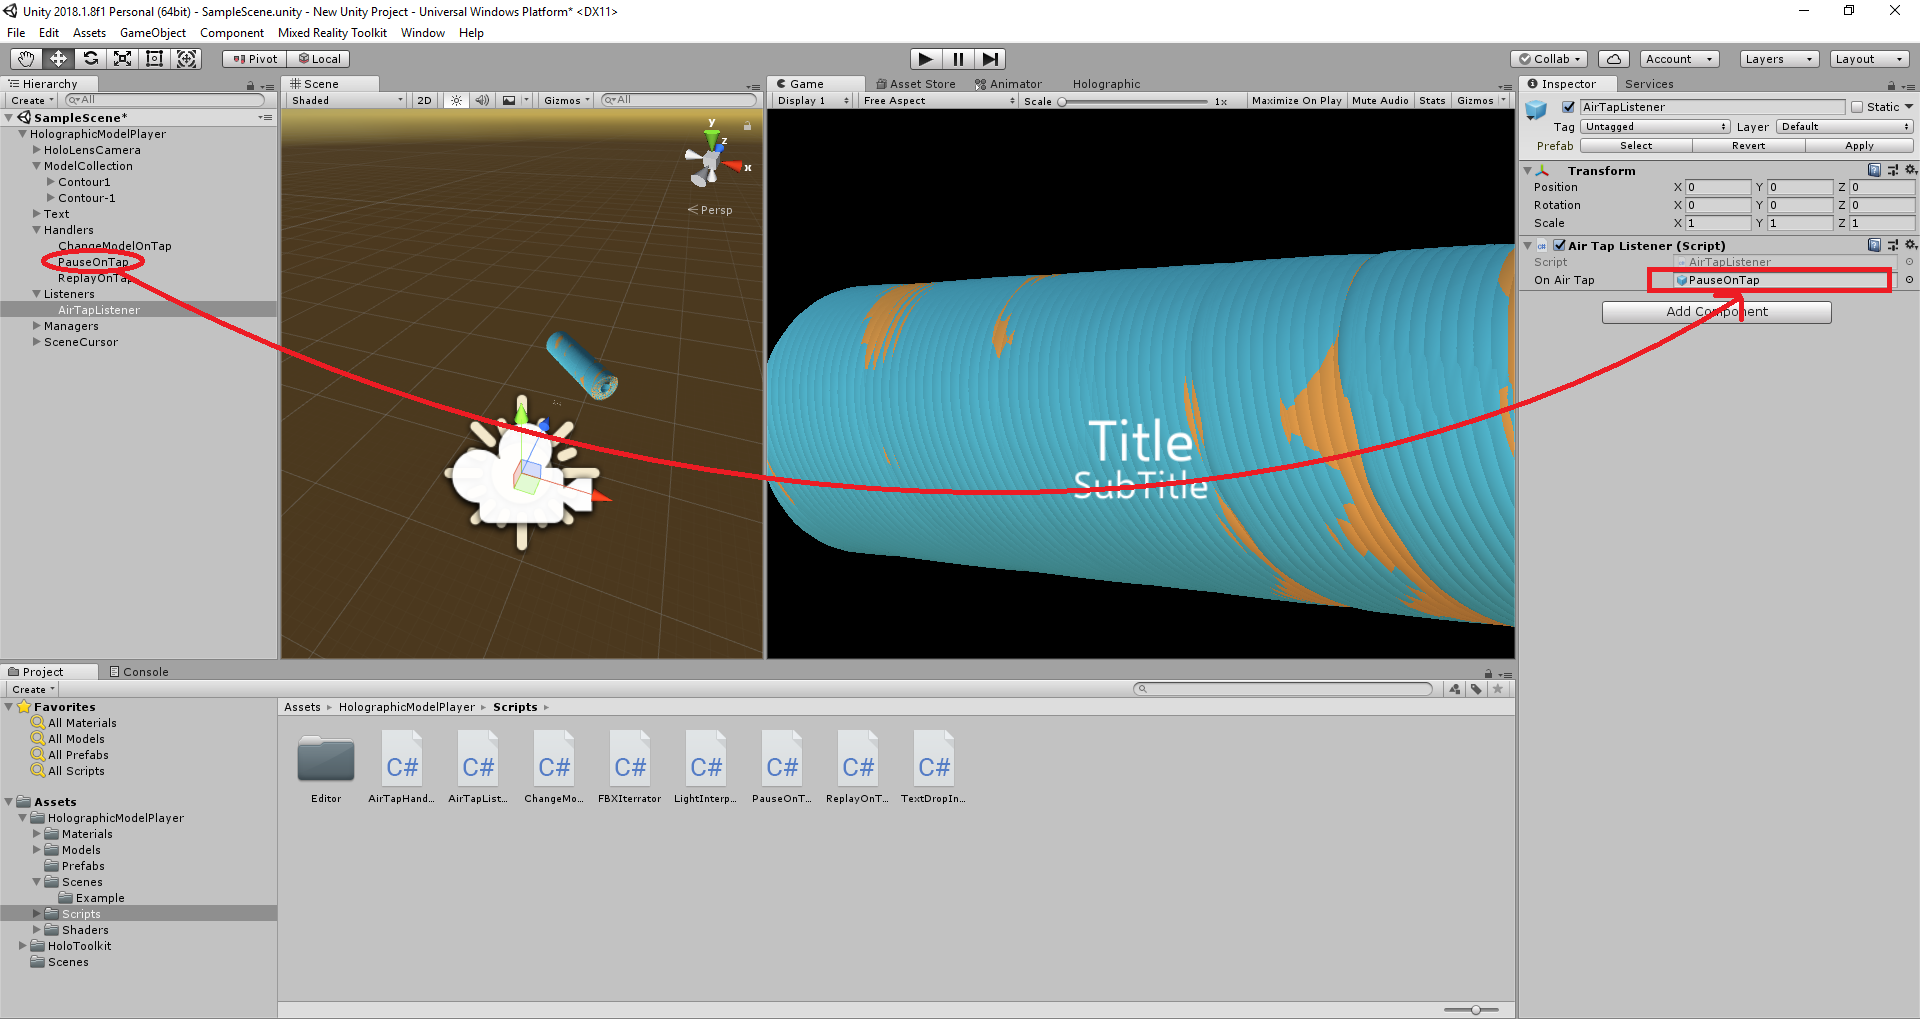 Unity 2018.1.8f1 Personal (64bit) - SampleScene.unity - New Unity Project - Universal Windows Platform* <DX11>
File Edit Assets GameObject Component Mixed Reality Toolkit Window Help
Pivot Local Collab Account Layers Layout
Hierarchy
Create All
SampleScene*
HolographicModelPlayer
HoloLensCamera
ModelCollection
Contour1
Contour-1
Text
Handlers
ChangeModelOnTap
PauseOnTap
ReplayOnTap
Listeners
AirTapListener
Managers
SceneCursor
Scene
Shaded 2D Gizmos All
y
z
x
Persp
Game Asset Store Animator Holographic
Display 1 Free Aspect Scale 1x Maximize On Play Mute Audio Stats Gizmos
Title
SubTitle
Inspector Services
AirTapListener Static
Tag Untagged Layer Default
Prefab Select Revert Apply
Transform
Position X 0 Y 0 Z 0
Rotation X 0 Y 0 Z 0
Scale X 1 Y 1 Z 1
Air Tap Listener (Script)
Script AirTapListener
On Air Tap PauseOnTap
Add Component
Project Console
Create
Favorites
All Materials
All Models
All Prefabs
All Scripts
Assets
HolographicModelPlayer
Materials
Models
Prefabs
Scenes
Example
Scripts
Shaders
HoloToolkit
Scenes
Assets HolographicModelPlayer Scripts
C# C# C# C# C# C# C# C#
Editor AirTapHand... AirTapList... ChangeMo... FBXIterrator LightInterp... PauseOnT... ReplayOnT... TextDropIn...